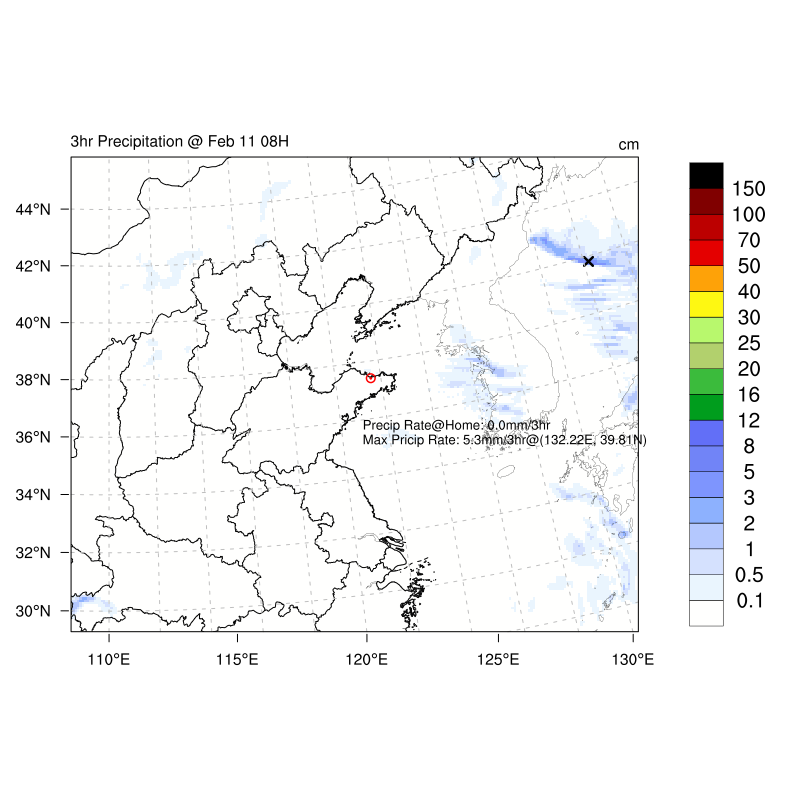 3hr Precipitation @ Feb 11 08H
cm
44°N
42°N
40°N
38°N
36°N
34°N
32°N
30°N
110°E
115°E
120°E
125°E
130°E
Precip Rate@Home: 0.0mm/3hr
Max Pricip Rate: 5.3mm/3hr@(132.22E, 39.81N)
150
100
70
50
40
30
25
20
16
12
8
5
3
2
1
0.5
0.1